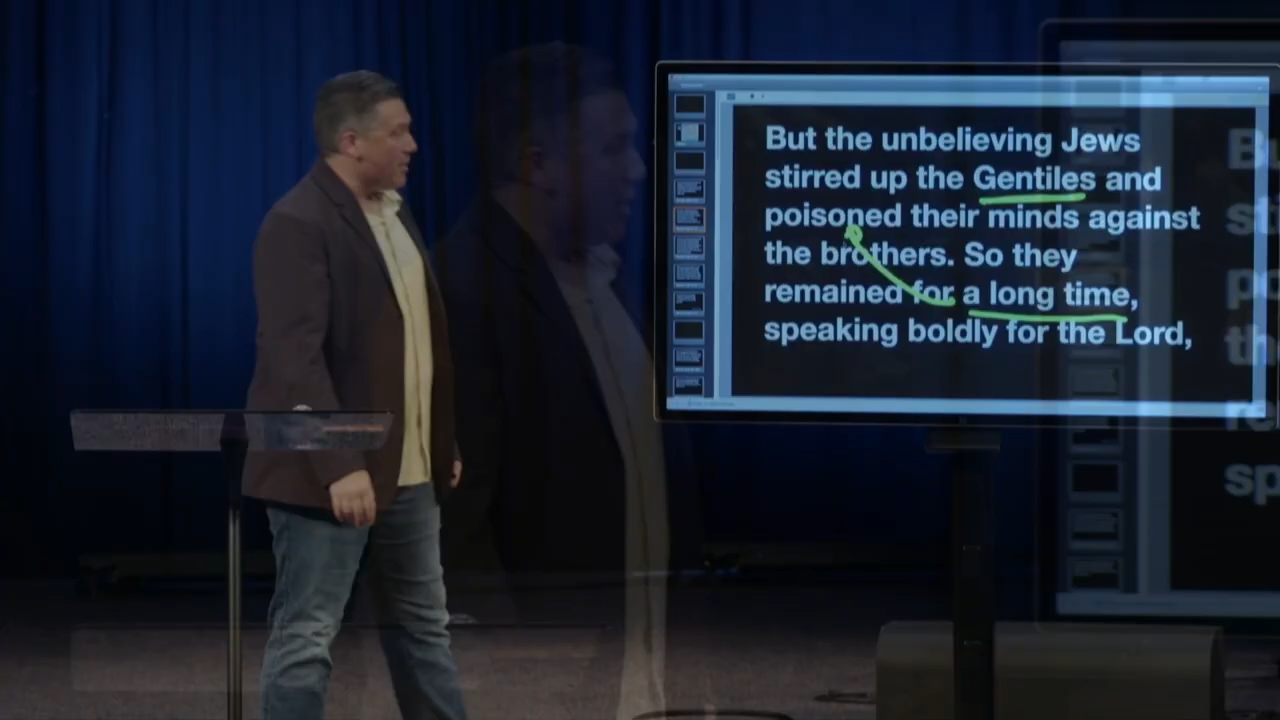 But the unbelieving Jews
stirred up the Gentiles and
poisoned their minds against
the brothers. So they
remained for a long time,
speaking boldly for the Lord,